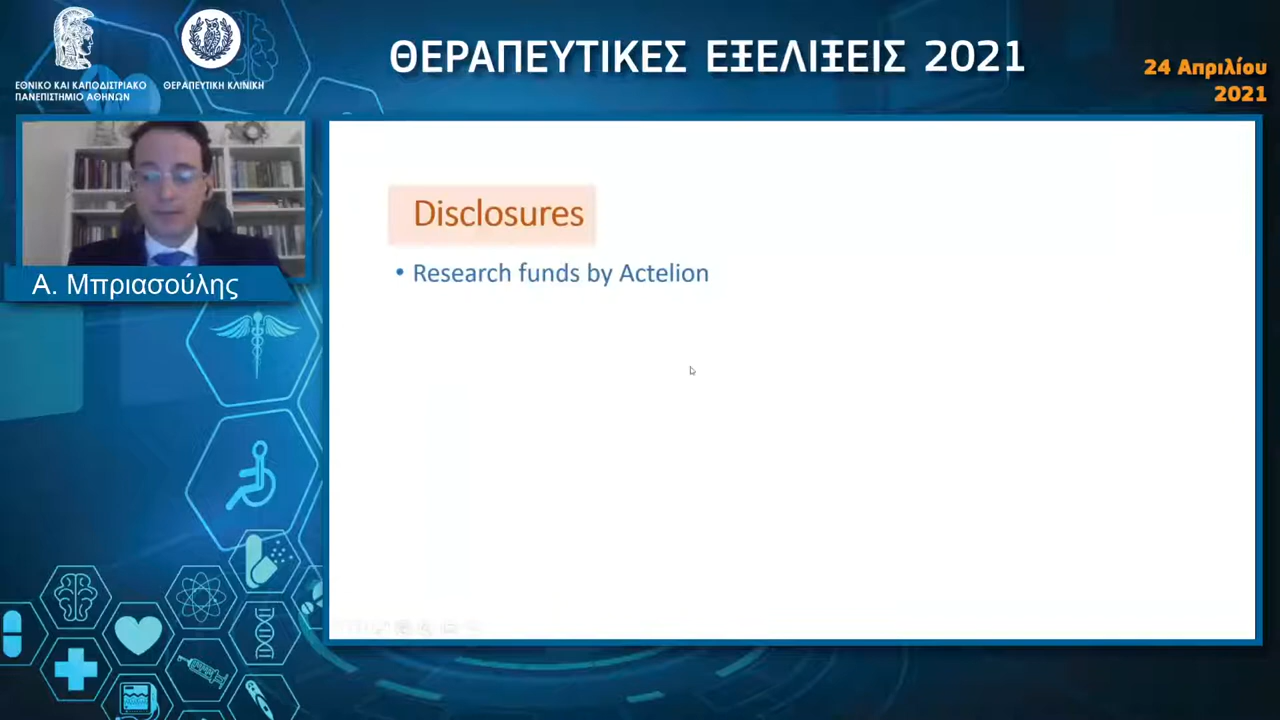 ΕΘΝΙΚΟ ΚΑΙ ΚΑΠΟΔΙΣΤΡΙΑΚΟ
ΠΑΝΕΠΙΣΤΗΜΙΟ ΑΘΗΝΩΝ
ΘΕΡΑΠΕΥΤΙΚΗ ΚΛΙΝΙΚΗ
ΘΕΡΑΠΕΥΤΙΚΕΣ ΕΞΕΛΙΞΕΙΣ 2021
24 Απριλίου
2021
Α. Μπριασούλης
Disclosures
• Research funds by Actelion